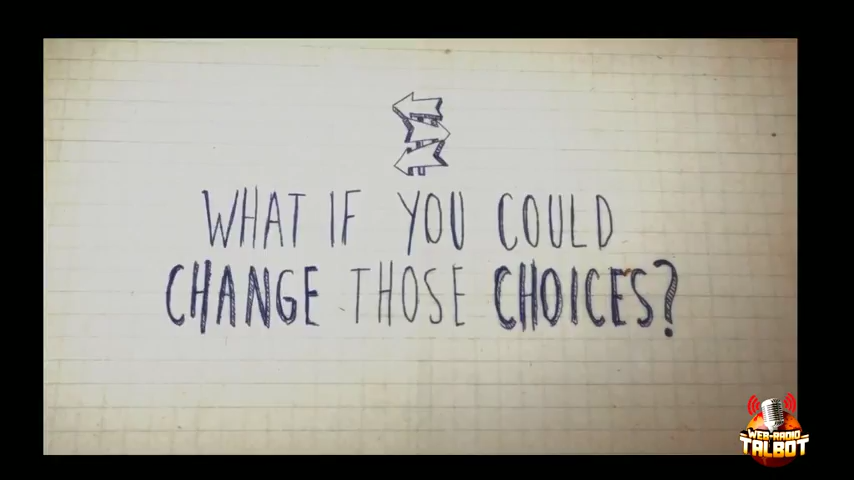 WHAT IF YOU COULD
CHANGE THOSE CHOICES?
WEB-RADIO
TALBOT